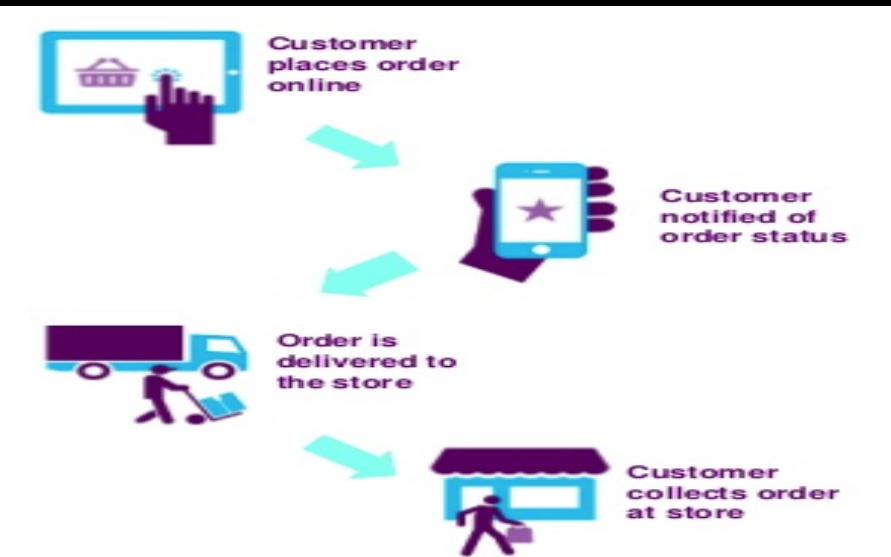 Customer
places order
online
Customer
notified of
order status
Order is
delivered to
the store
Customer
collects order
at store